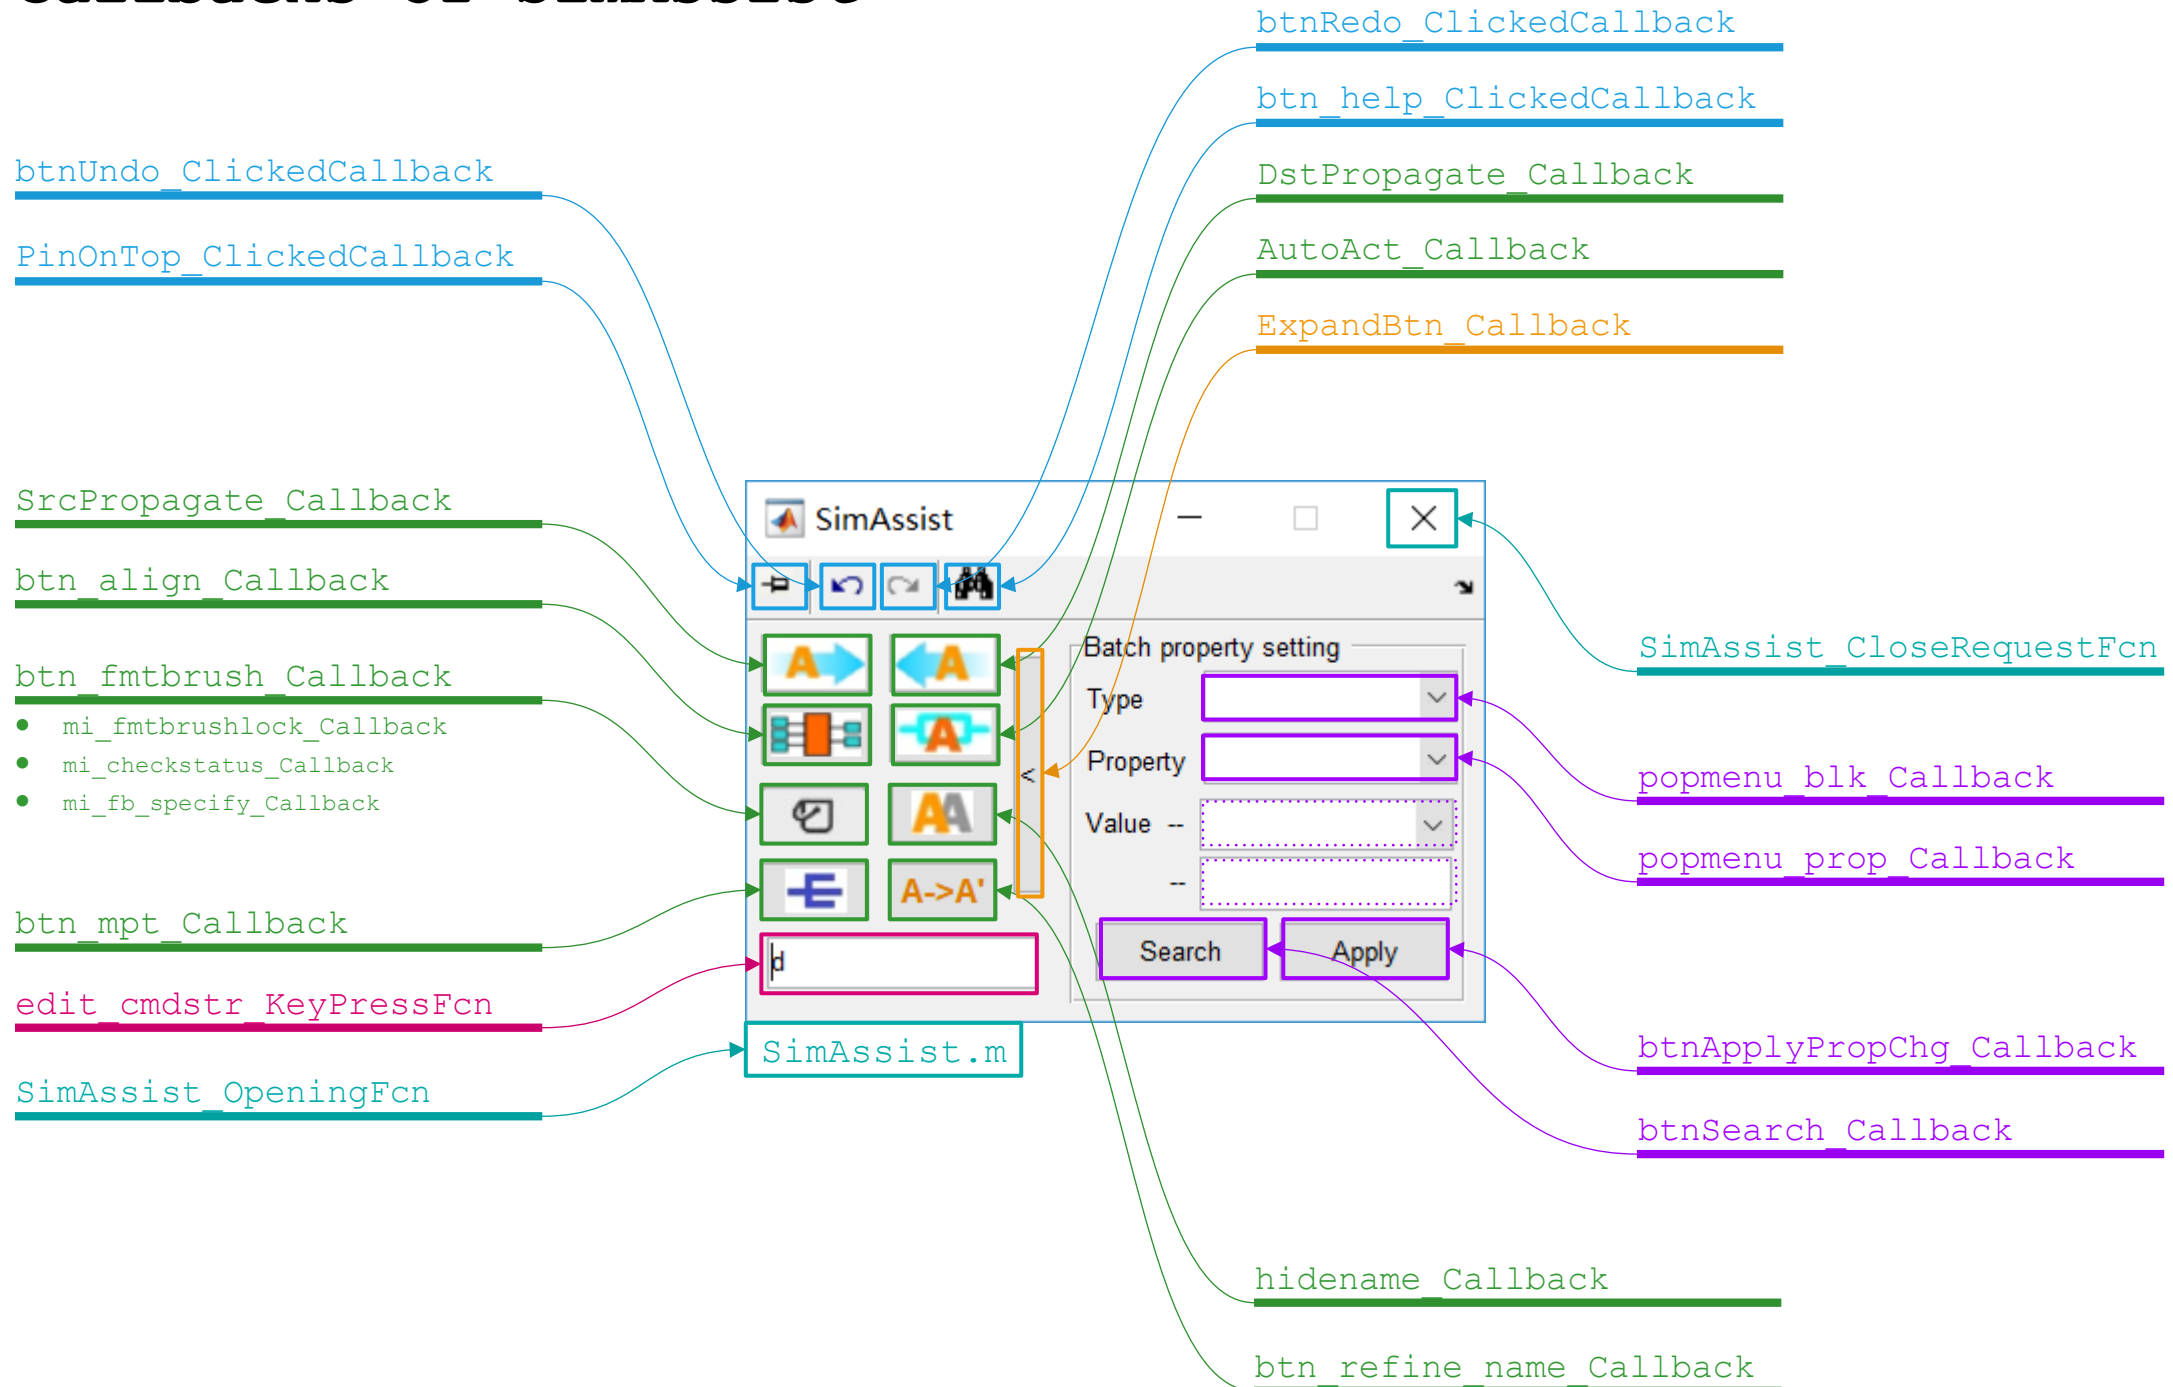 btnRedo_ClickedCallback
btn_help_ClickedCallback
btnUndo_ClickedCallback
DstPropagate_Callback
PinOnTop_ClickedCallback
AutoAct_Callback
ExpandBtn_Callback
SrcPropagate_Callback
SimAssist
btn_align_Callback
A
A
Batch property setting
SimAssist_CloseRequestFcn
btn_fmtbrush_Callback
Type
mi_fmtbrushlock_Callback
A
mi_checkstatus_Callback
Property
<
popmenu_blk_Callback
mi_fb_specify_Callback
AA
Value --
popmenu_prop_Callback
A->A'
--
btn_mpt_Callback
d
Search
Apply
edit_cmdstr_KeyPressFcn
SimAssist.m
btnApplyPropChg_Callback
SimAssist_OpeningFcn
btnSearch_Callback
hidename_Callback
btn_refine_name_Callback